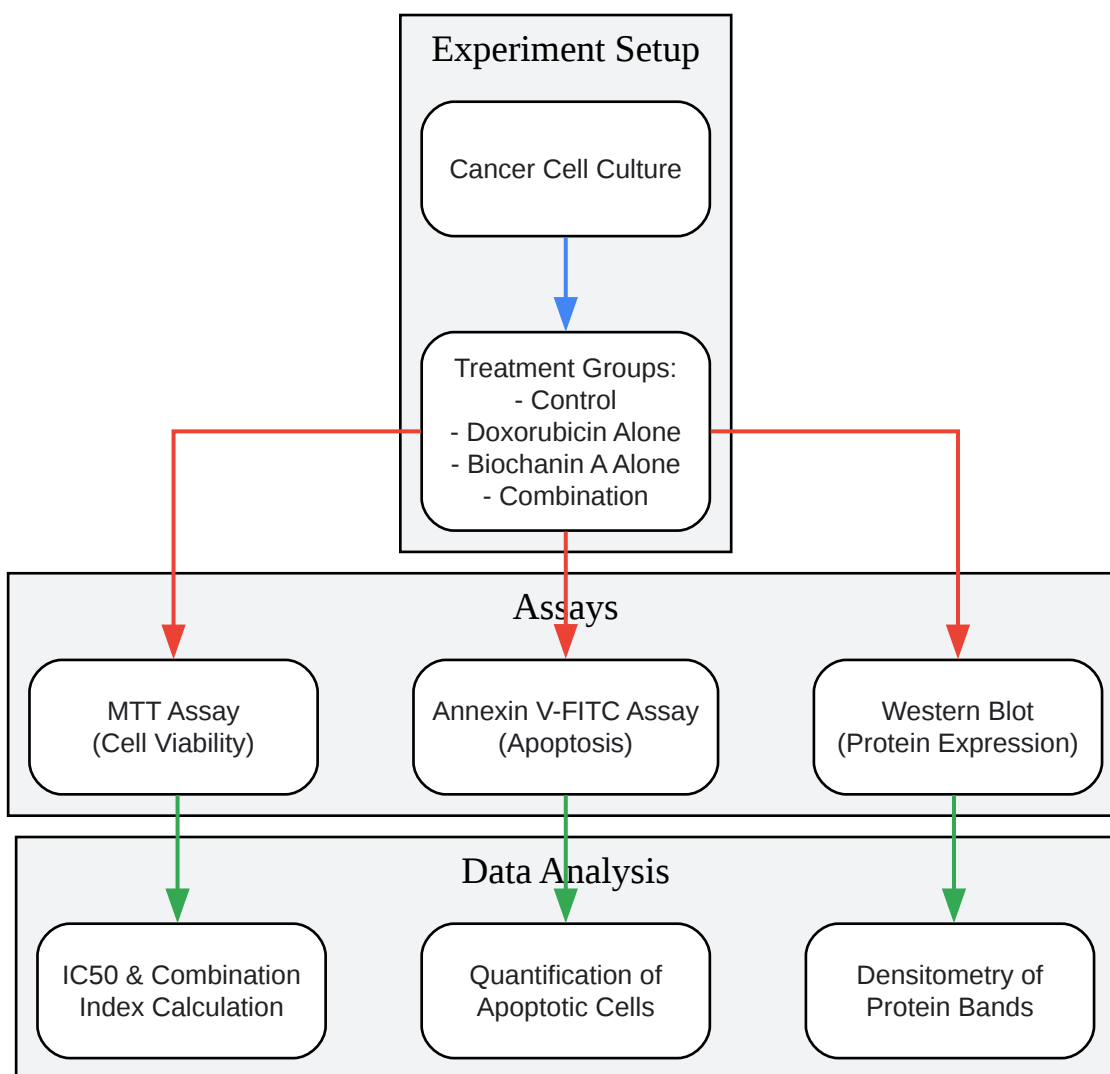 Experiment Setup
Cancer Cell Culture
Treatment Groups:
- Control
- Doxorubicin Alone
- Biochanin A Alone
- Combination
Assays
MTT Assay
(Cell Viability)
Annexin V-FITC Assay
(Apoptosis)
Western Blot
(Protein Expression)
Data Analysis
IC50 & Combination
Index Calculation
Quantification of
Apoptotic Cells
Densitometry of
Protein Bands